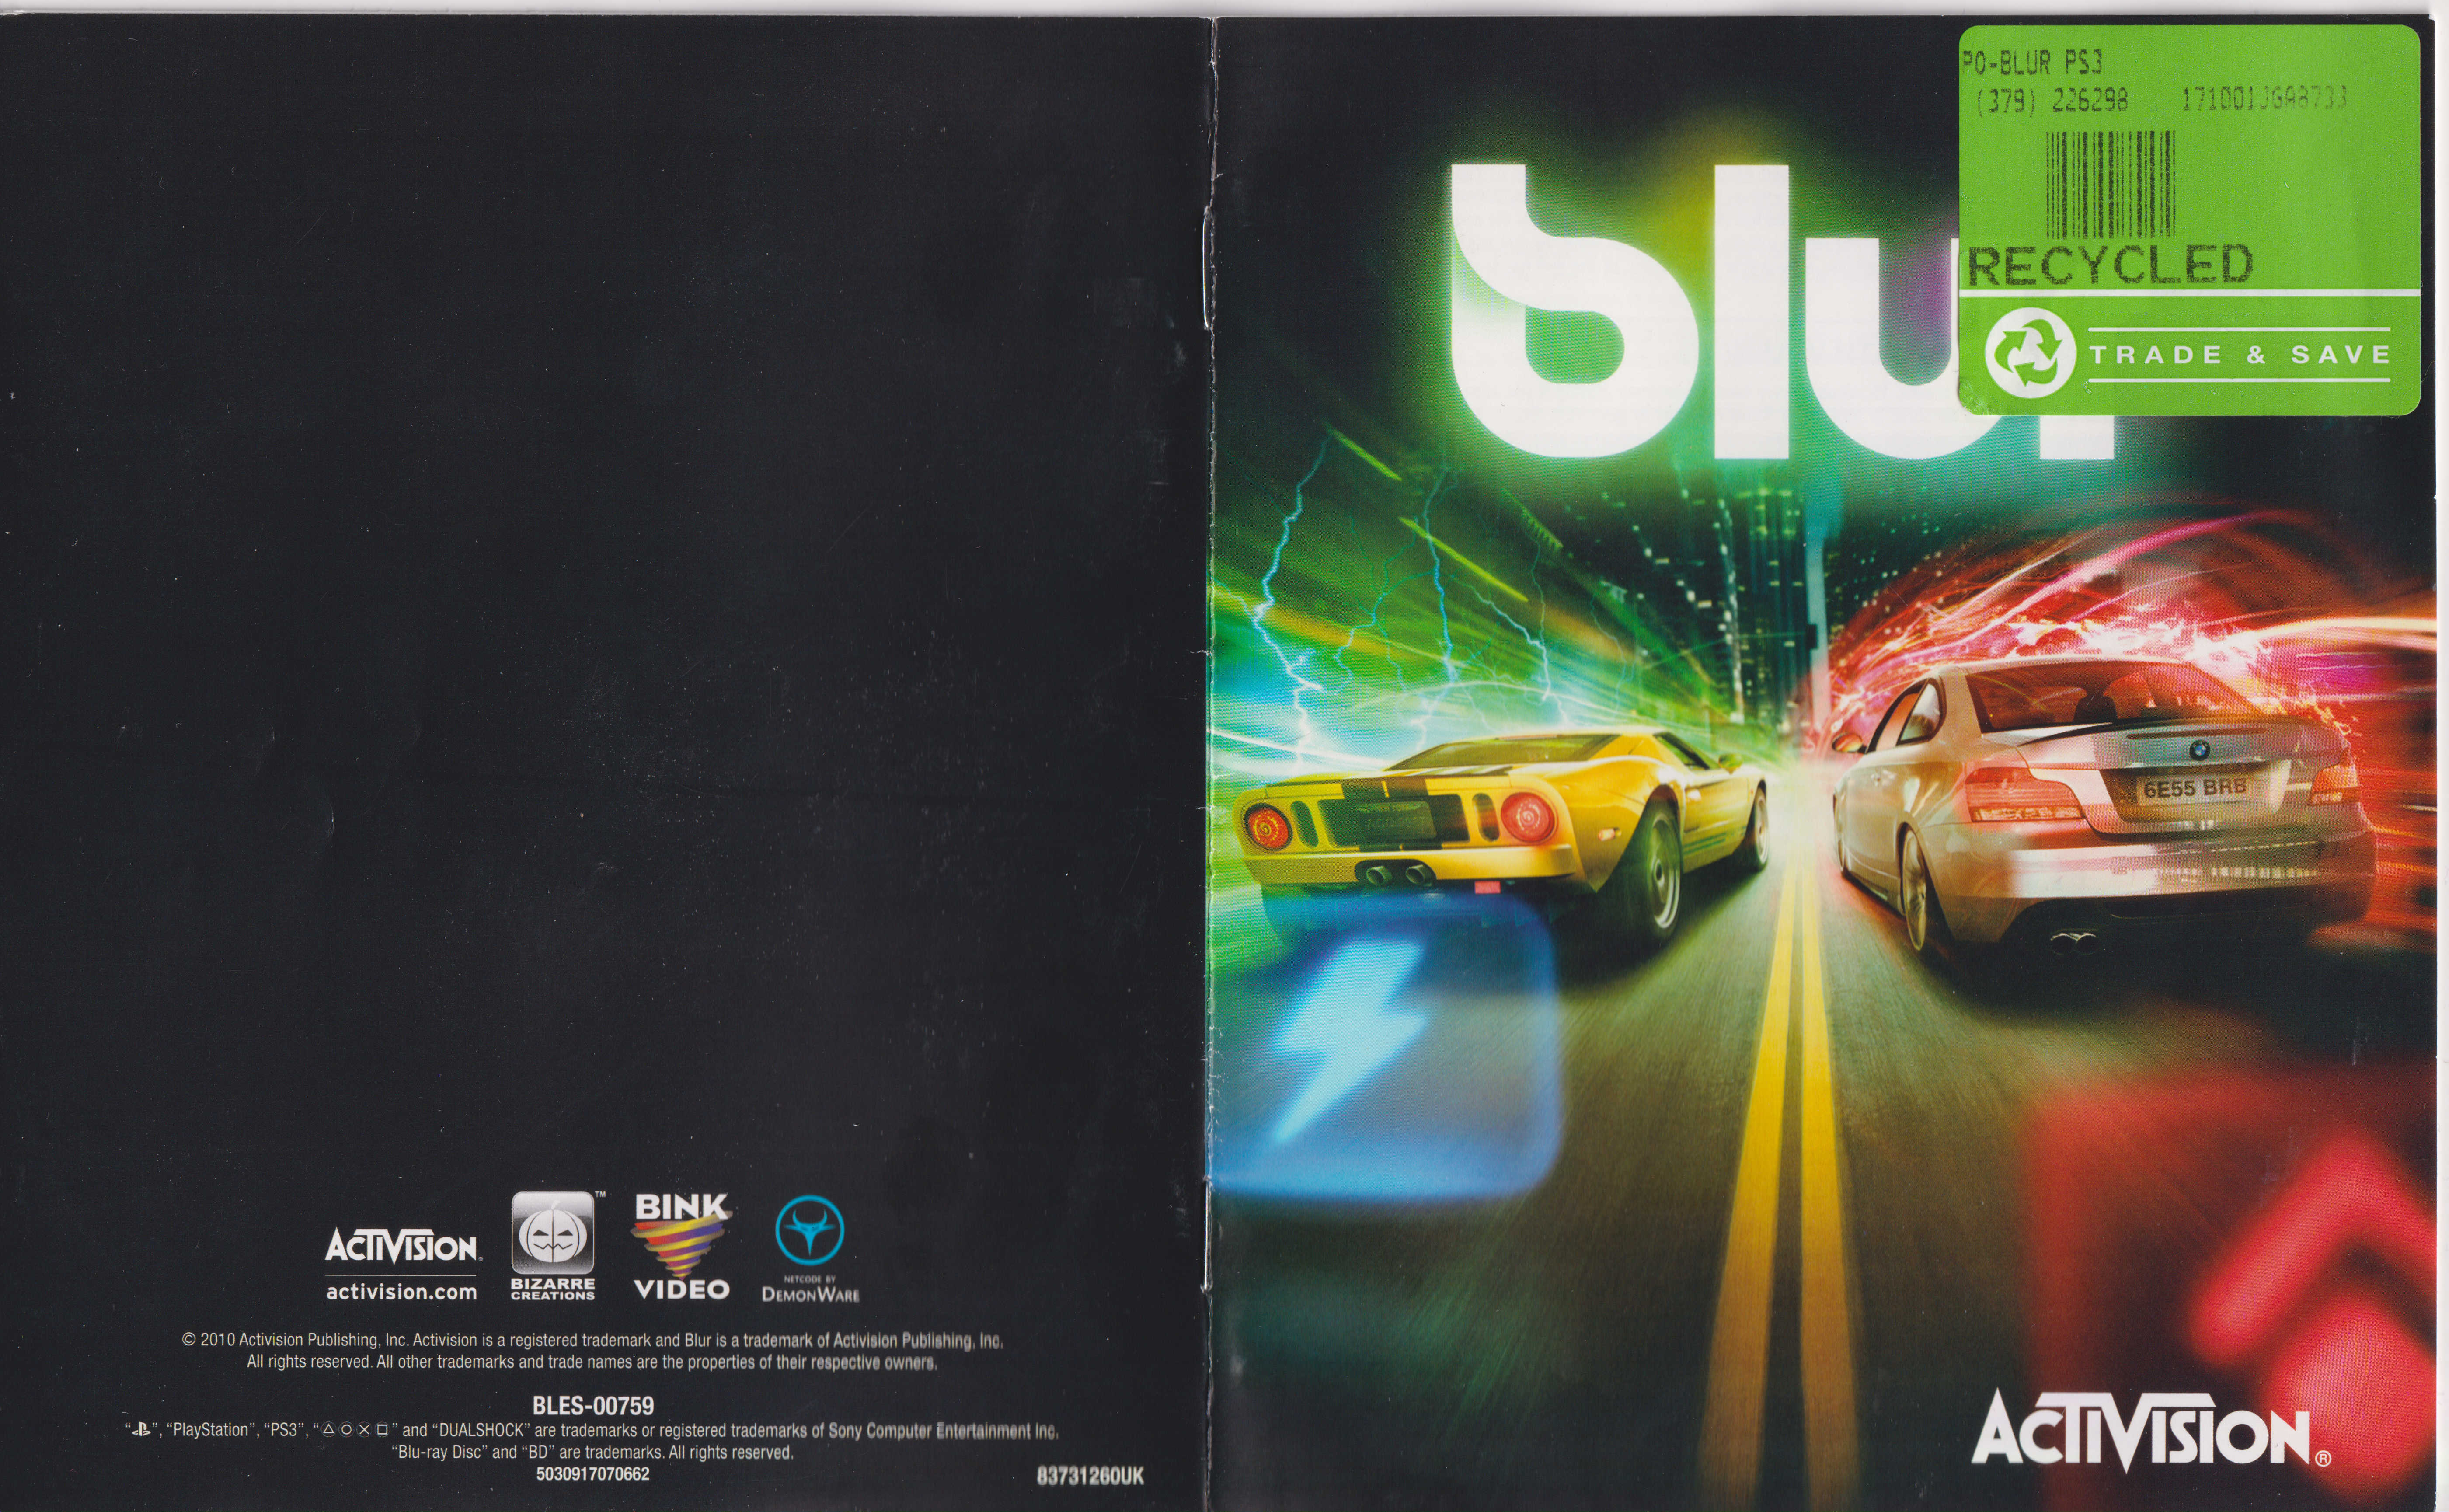 ACTIVISION.
activision.com
TM
BIZARRE
CREATIONS
BINK
VIDEO
NETCODE BY
DEMONWARE
© 2010 Activision Publishing, Inc. Activision is a registered trademark and Blur is a trademark of Activision Publishing, Inc.
All rights reserved. All other trademarks and trade names are the properties of their respective owners.
BLES-00759
“ ”, “PlayStation”, “PS3”, “△○✕□” and “DUALSHOCK” are trademarks or registered trademarks of Sony Computer Entertainment Inc.
“Blu-ray Disc” and “BD” are trademarks. All rights reserved.
5030917070662
83731260UK
PO-BLUR PS3
(379) 226298 171001JGA8733
RECYCLED
TRADE & SAVE
blur
6E55 BRB
ACTIVISION®